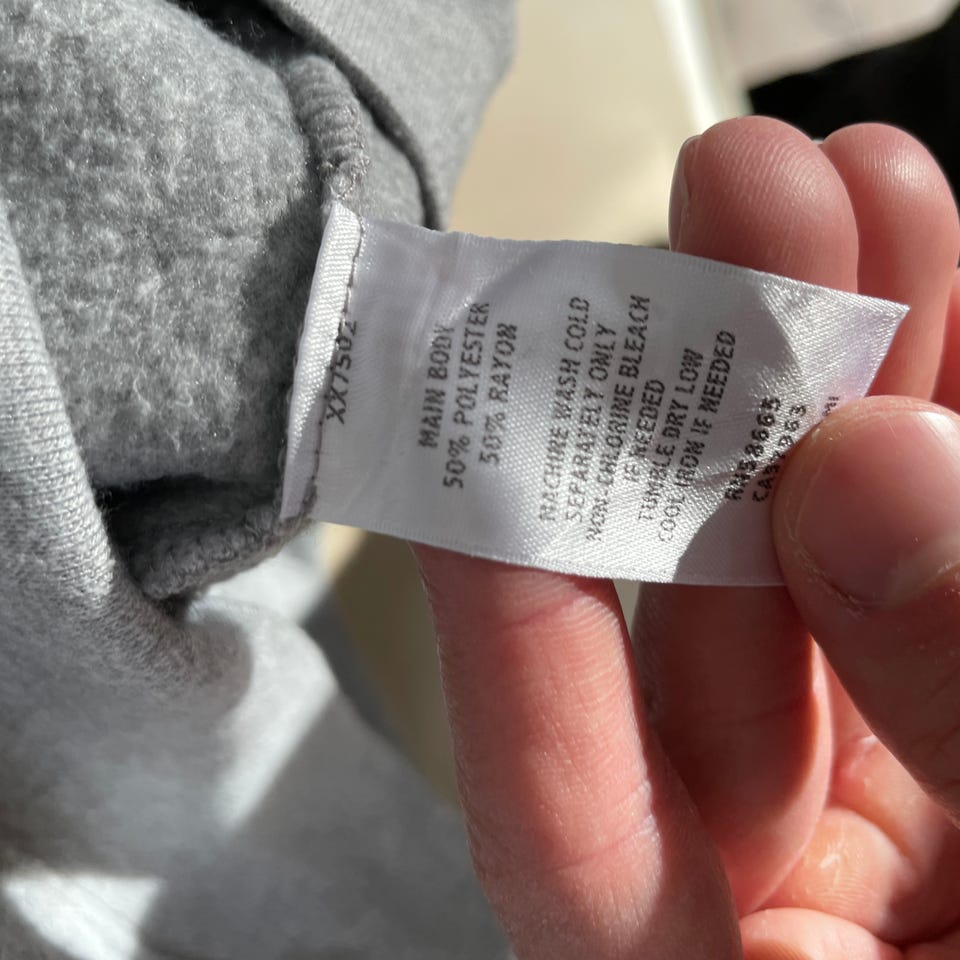 XX7502
MAIN BODY
50% POLYESTER
50% RAYON
MACHINE WASH COLD
SEPARATELY ONLY
NON-CHLORINE BLEACH
IF NEEDED
TUMBLE DRY LOW
COOL IRON IF NEEDED